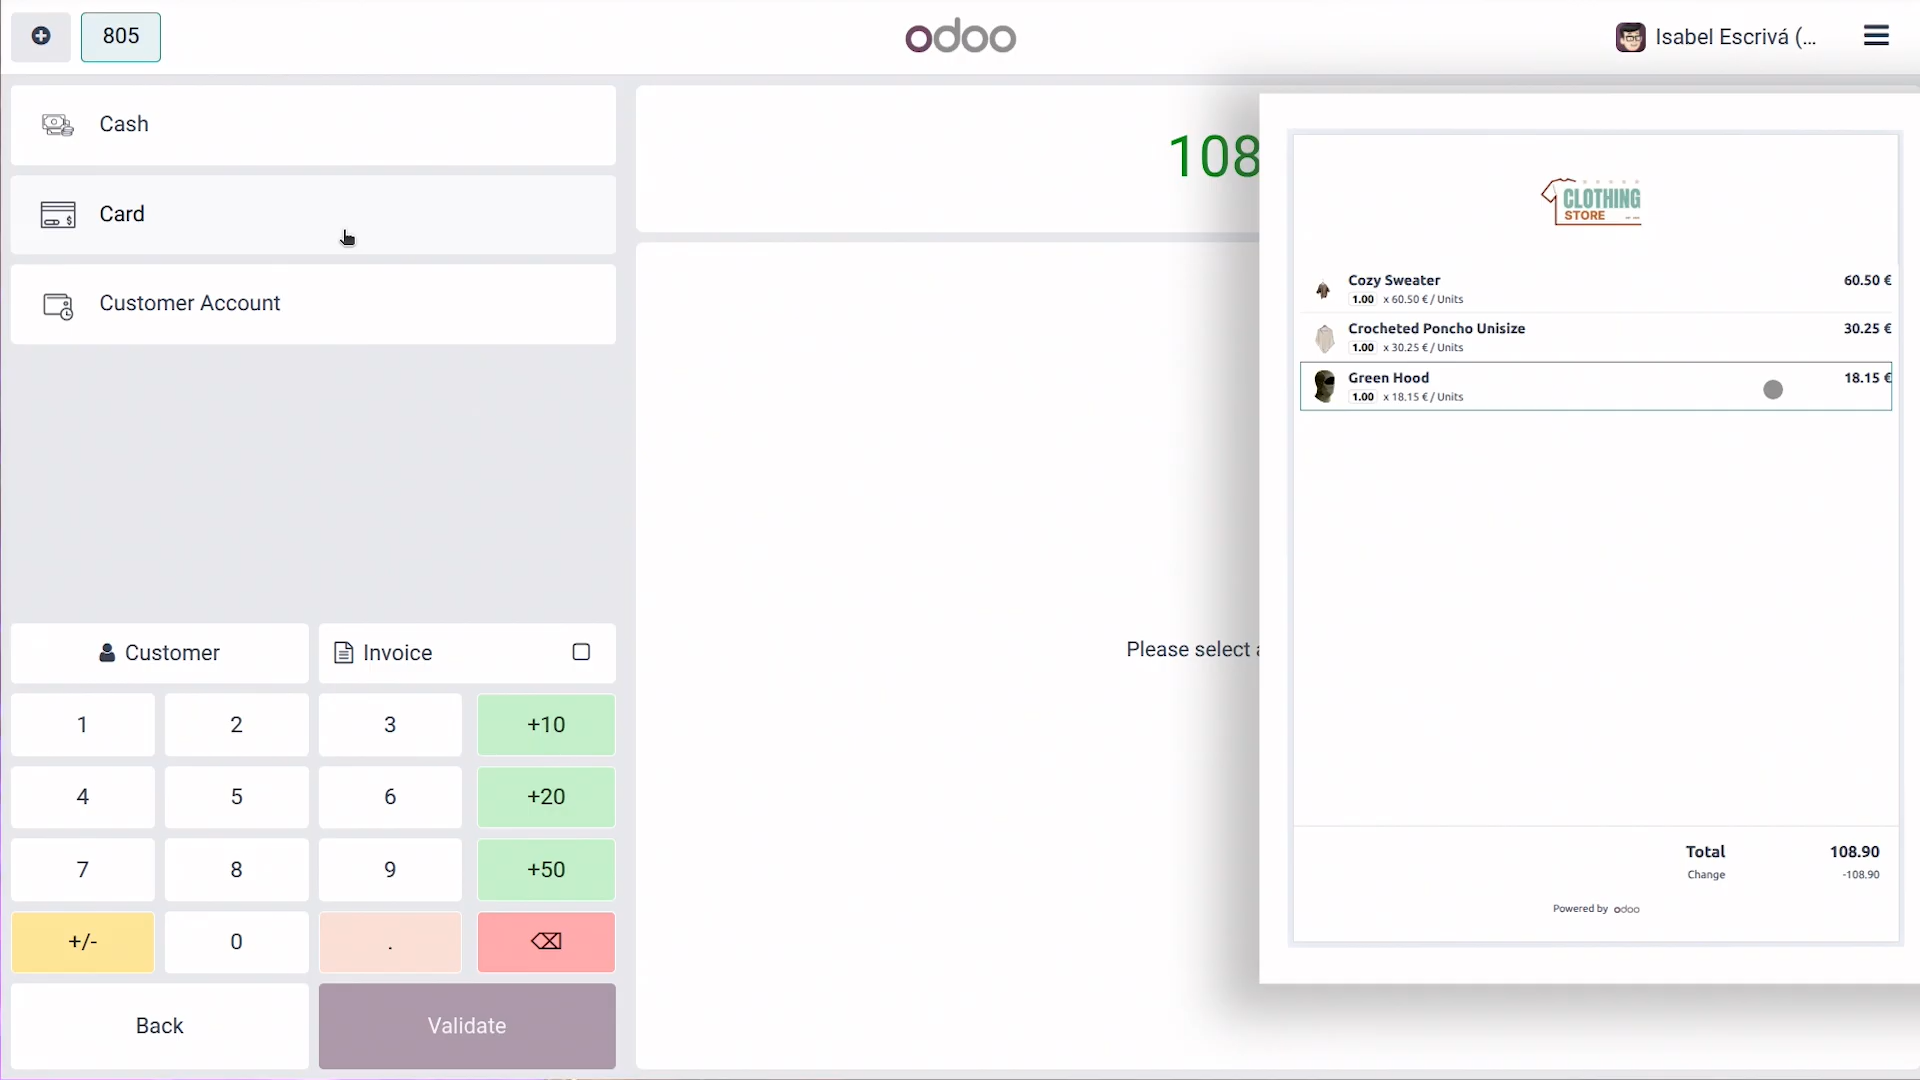 805
odoo
Isabel Escrivá (...
Cash
Card
Customer Account
108
Please select
Customer
Invoice
1
2
3
+10
4
5
6
+20
7
8
9
+50
+/-
0
.
Back
Validate
CLOTHING
STORE
Cozy Sweater
60.50 €
1.00 x 60.50 € / Units
Crocheted Poncho Unisize
30.25 €
1.00 x 30.25 € / Units
Green Hood
18.15 €
1.00 x 18.15 € / Units
Total
108.90
Change
-108.90
Powered by odoo